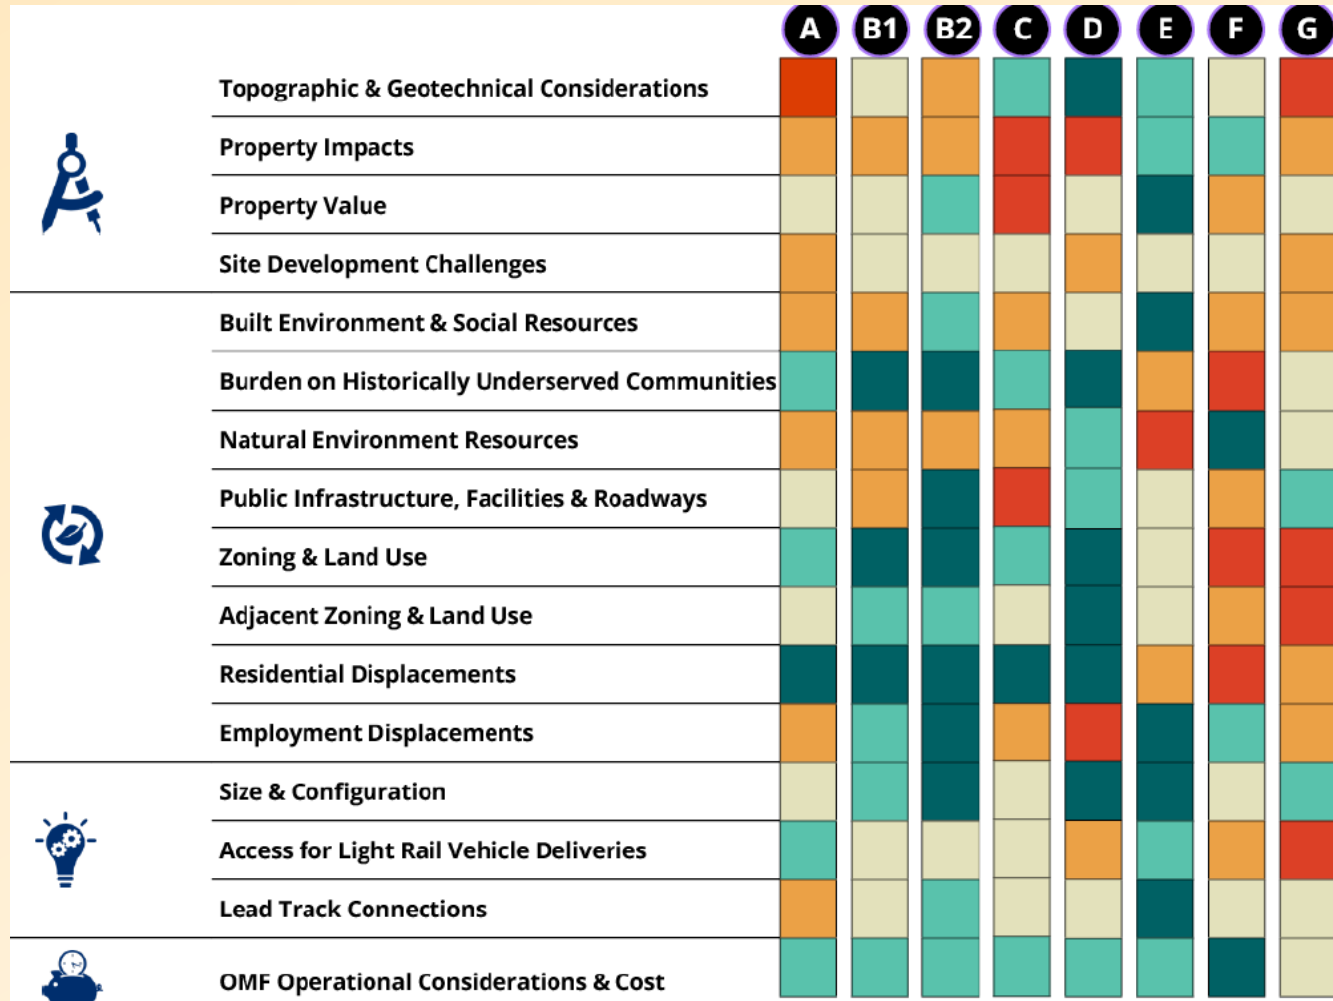 A B1 B2 C D E F G
Topographic & Geotechnical Considerations
Property Impacts
Property Value
Site Development Challenges
Built Environment & Social Resources
Burden on Historically Underserved Communities
Natural Environment Resources
Public Infrastructure, Facilities & Roadways
Zoning & Land Use
Adjacent Zoning & Land Use
Residential Displacements
Employment Displacements
Size & Configuration
Access for Light Rail Vehicle Deliveries
Lead Track Connections
OMF Operational Considerations & Cost